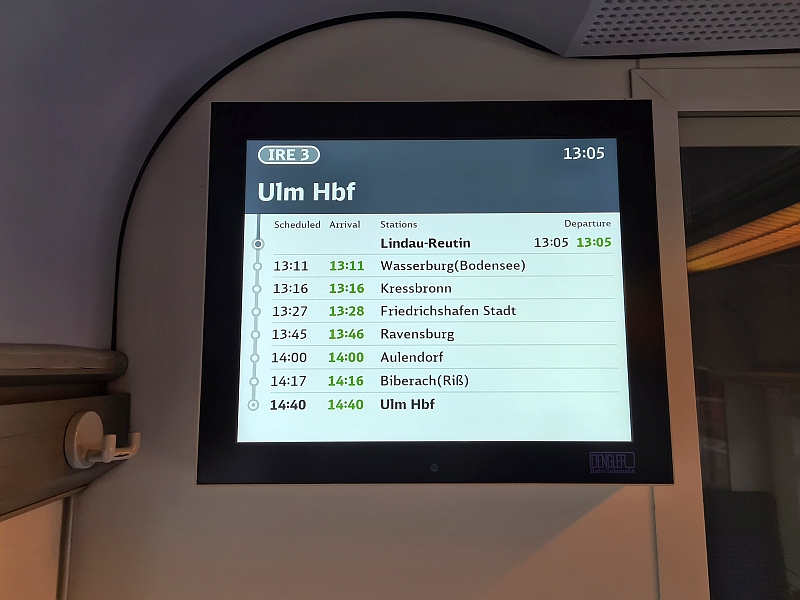 IRE 3 13:05
Ulm Hbf
Scheduled Arrival Stations Departure
Lindau-Reutin 13:05 13:05
13:11 13:11 Wasserburg(Bodensee)
13:16 13:16 Kressbronn
13:27 13:28 Friedrichshafen Stadt
13:45 13:46 Ravensburg
14:00 14:00 Aulendorf
14:17 14:16 Biberach(Riß)
14:40 14:40 Ulm Hbf
DENGLER
BahnTelematik